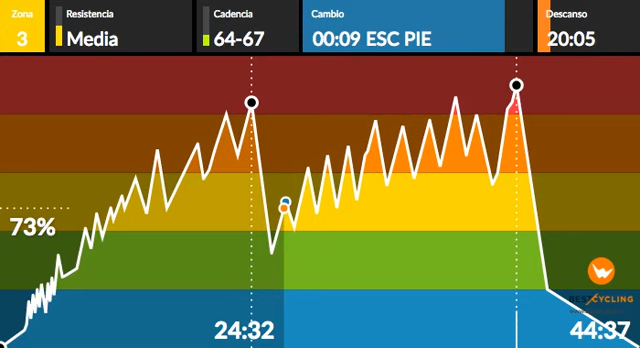 Zona
3
Resistencia
Media
Cadencia
64-67
Cambio
00:09 ESC PIE
Descanso
20:05
73%
24:32
44:37
BESTCYCLING